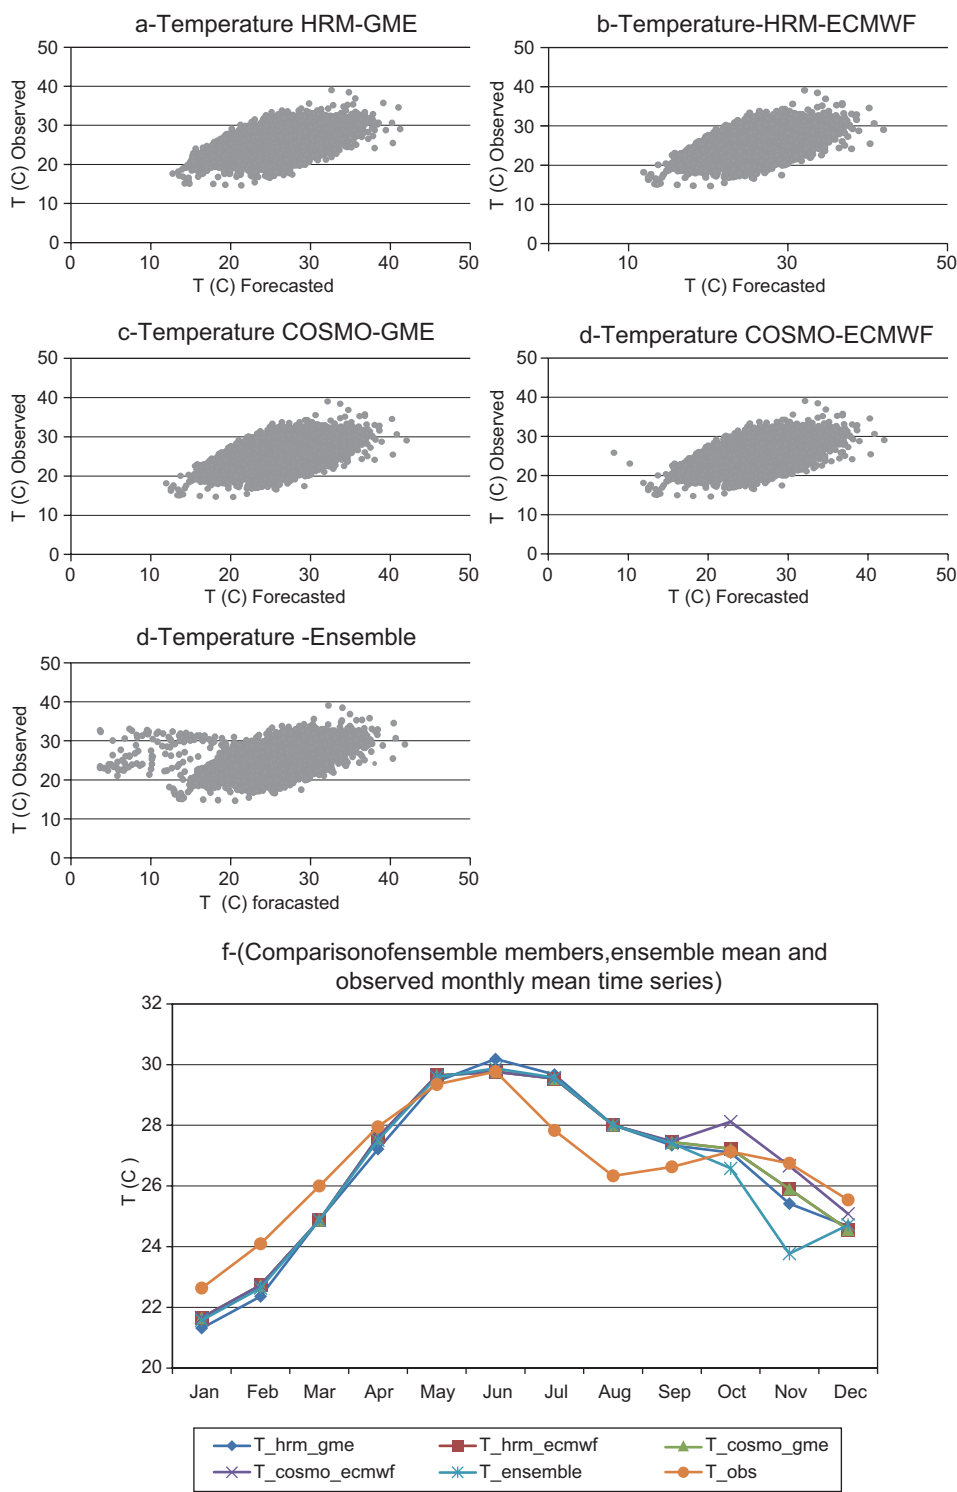 a-Temperature HRM-GME
50
40
30
20
10
0
T (C) Observed
0 10 20 30 40 50
T (C) Forecasted
b-Temperature-HRM-ECMWF
50
40
30
20
10
0
T (C) Observed
10 30 50
T (C) Forecasted
c-Temperature COSMO-GME
50
40
30
20
10
0
T (C) Observed
0 10 20 30 40 50
T (C) Forecasted
d-Temperature COSMO-ECMWF
50
40
30
20
10
0
T (C) Observed
0 10 20 30 40 50
T (C) Forecasted
d-Temperature -Ensemble
50
40
30
20
10
0
T (C) Observed
0 10 20 30 40 50
T (C) foracasted
f-(Comparisonofensemble members,ensemble mean and
observed monthly mean time series)
32
30
28
26
24
22
20
T (C )
Jan Feb Mar Apr May Jun Jul Aug Sep Oct Nov Dec
T_hrm_gme T_hrm_ecmwf T_cosmo_gme
T_cosmo_ecmwf T_ensemble T_obs